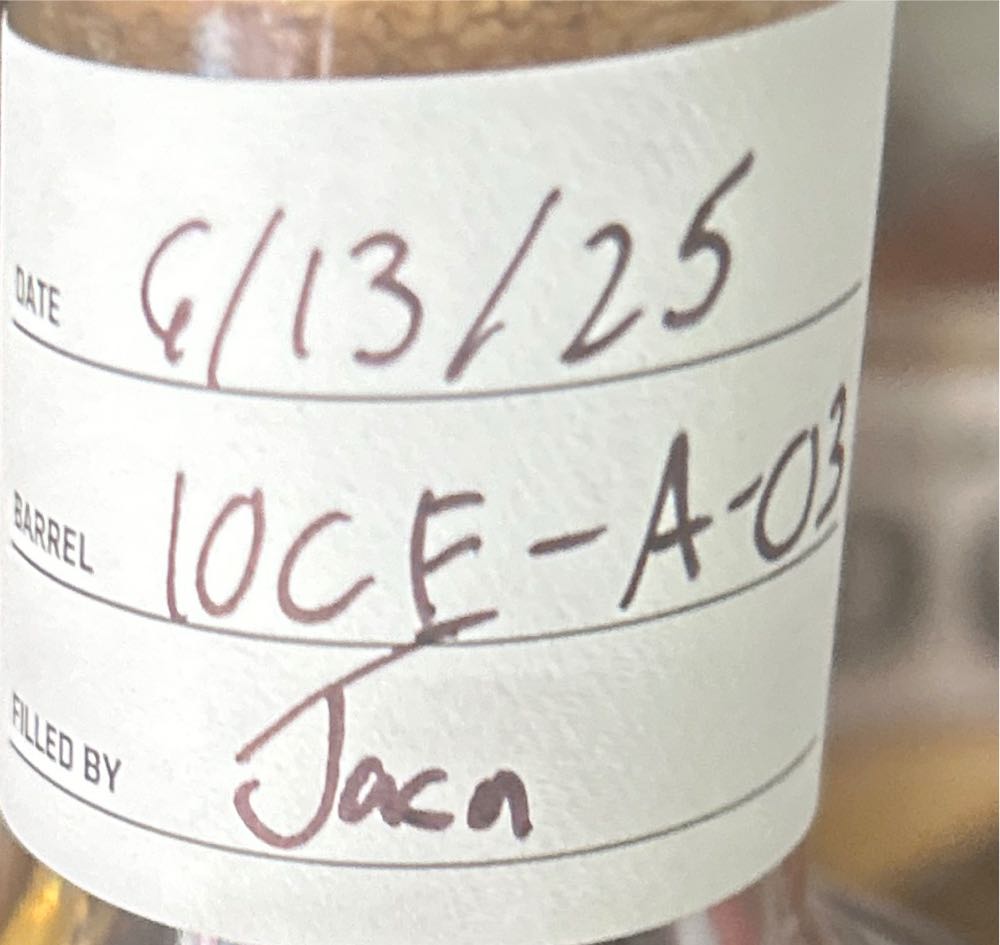 DATE 6/13/25
BARREL 10CE-A-03
FILLED BY Jacn